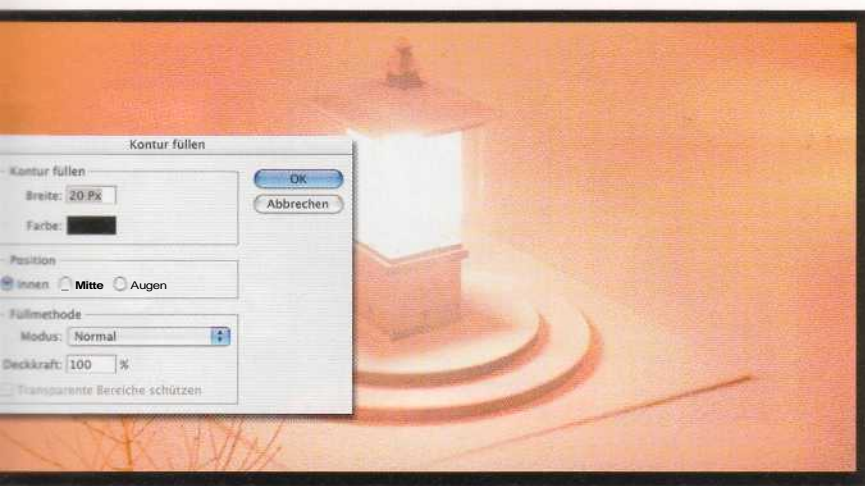 Kontur füllen
Kontur füllen
Breite: 20 Px
Farbe:
OK
Abbrechen
Position
Innen Mitte Augen
Füllmethode
Modus: Normal
Deckkraft: 100 %
Transparente Bereiche schützen